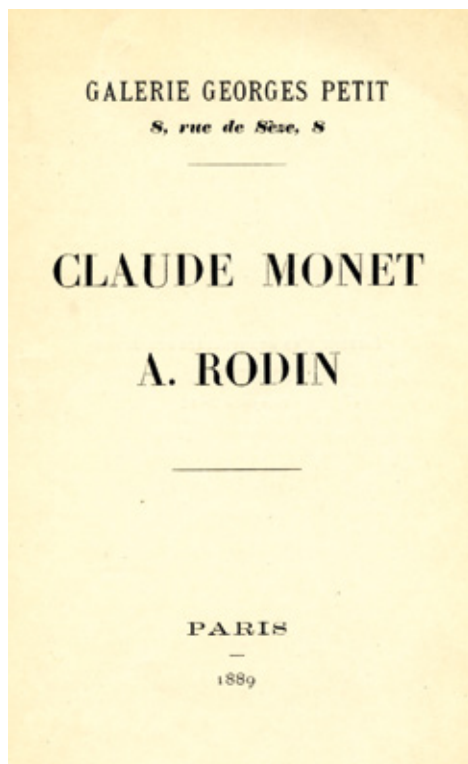 GALERIE GEORGES PETIT
8, rue de Sèze, 8
CLAUDE MONET
A. RODIN
PARIS
1889